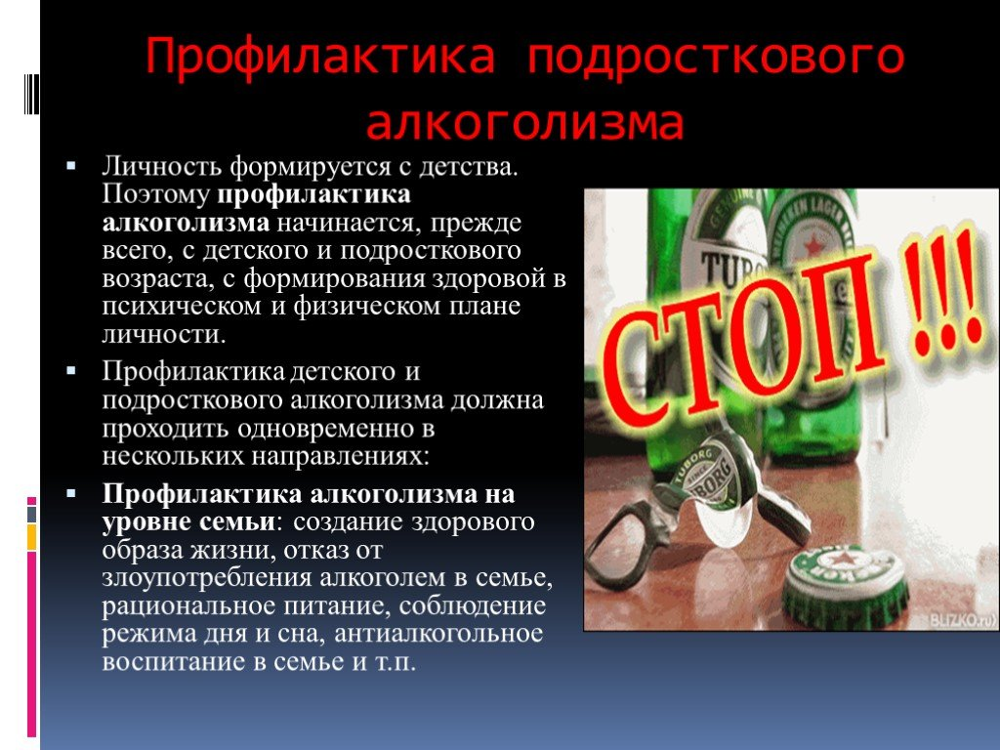 Профилактика подросткового
алкоголизма
Личность формируется с детства.
Поэтому профилактика
алкоголизма начинается, прежде
всего, с детского и подросткового
возраста, с формирования здоровой в
психическом и физическом плане
личности.
Профилактика детского и
подросткового алкоголизма должна
проходить одновременно в
нескольких направлениях:
Профилактика алкоголизма на
уровне семьи: создание здорового
образа жизни, отказ от
злоупотребления алкоголем в семье,
рациональное питание, соблюдение
режима дня и сна, антиалкогольное
воспитание в семье и т.п.
СТОП !!!
TUBORG
SINCE
BLIZKO.ru